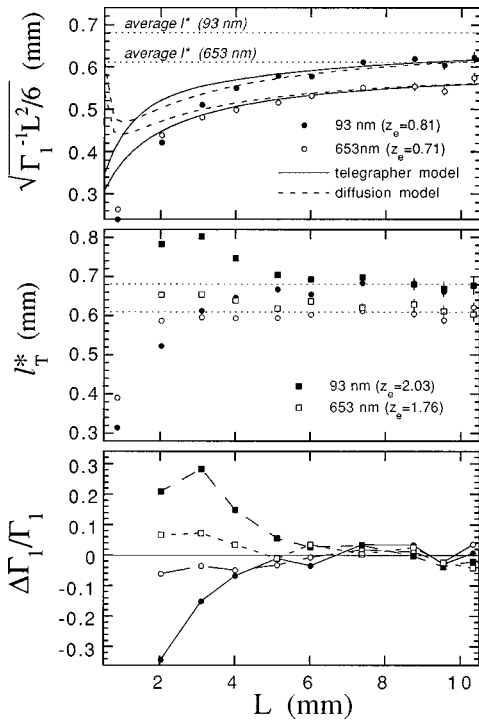 average l* (93 nm)
average l* (653 nm)
0.7
0.6
0.5
0.4
0.3
0.2
√Γ₁⁻¹L²/6 (mm)
93 nm (zₑ=0.81)
653nm (zₑ=0.71)
telegrapher model
diffusion model
0.8
0.7
0.6
0.5
0.4
0.3
l*_T (mm)
93 nm (zₑ=2.03)
653 nm (zₑ=1.76)
0.3
0.2
0.1
0
-0.1
-0.2
-0.3
ΔΓ₁/Γ₁
2 4 6 8 10
L (mm)